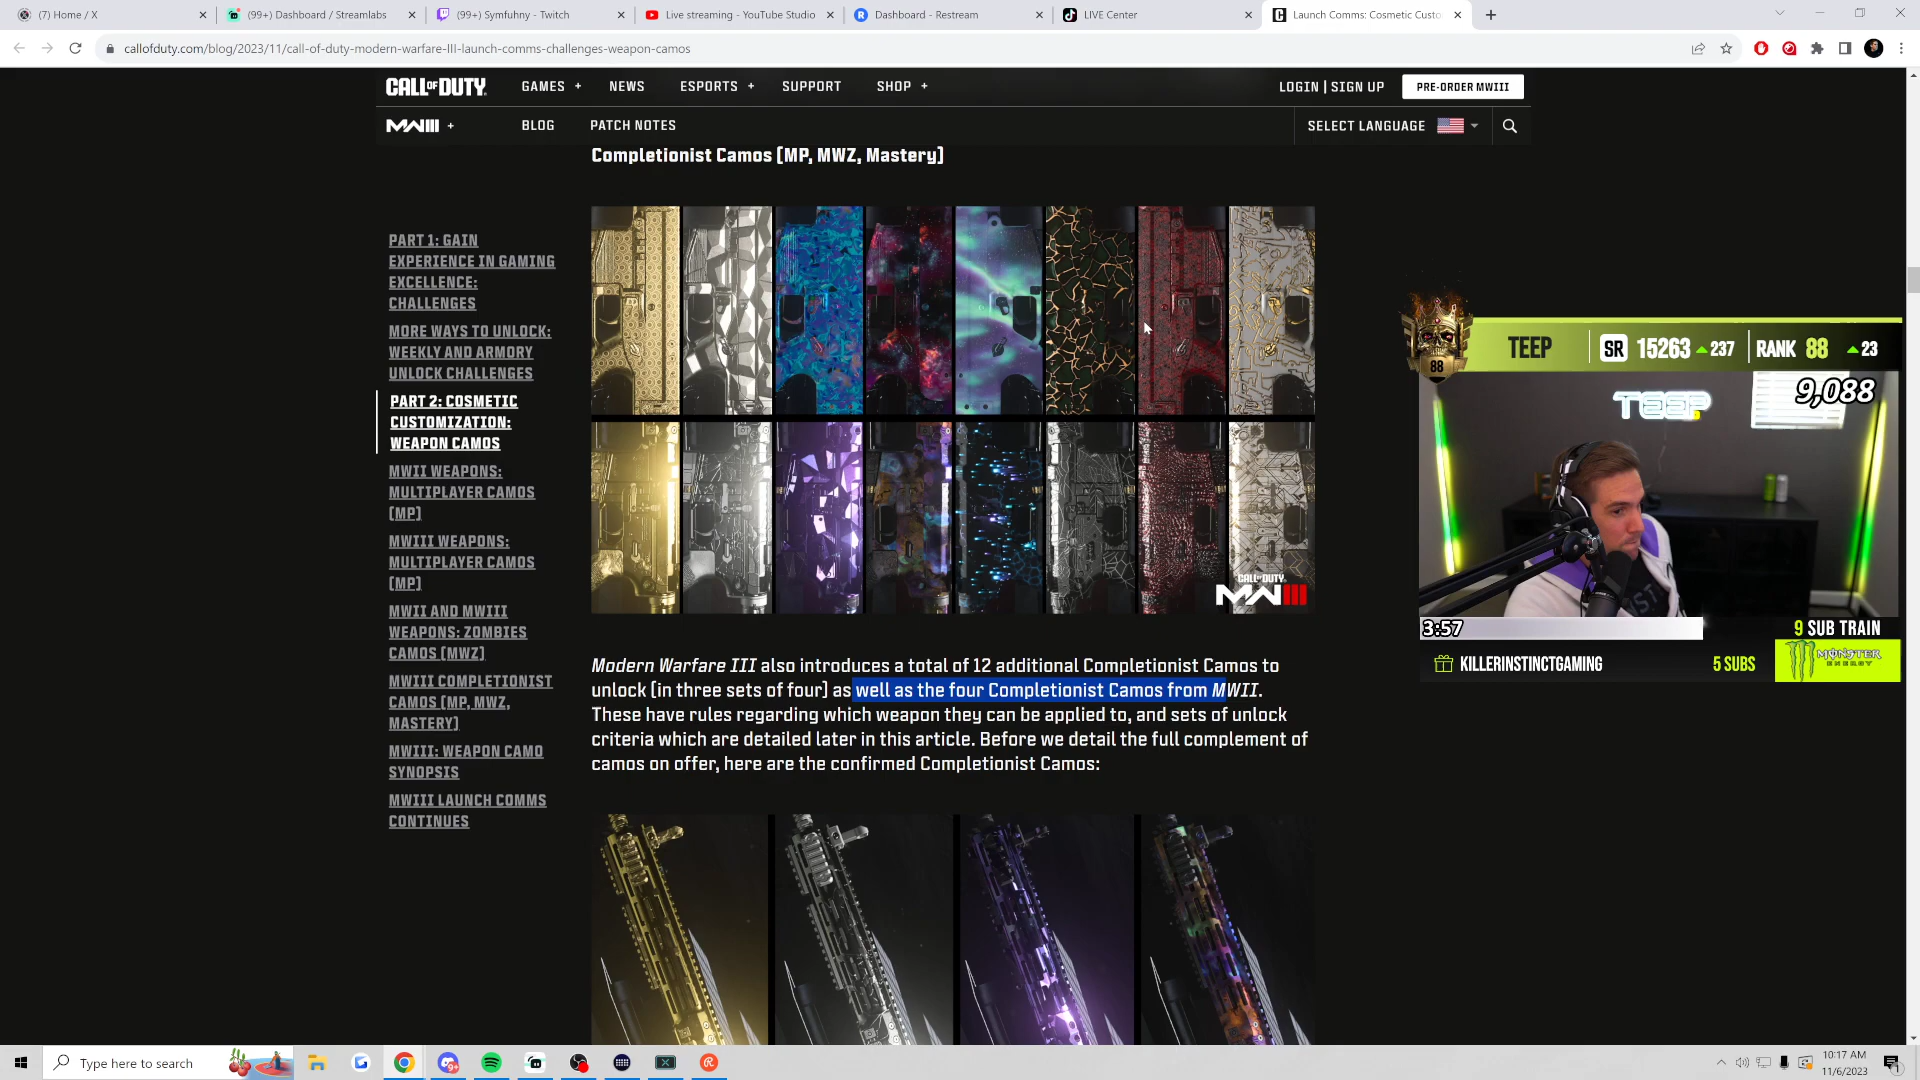 (7) Home / X
(99+) Dashboard / Streamlabs
(99+) Symfuhny - Twitch
Live streaming - YouTube Studio
Dashboard - Restream
LIVE Center
Launch Comms: Cosmetic Custo
callofduty.com/blog/2023/11/call-of-duty-modern-warfare-III-launch-comms-challenges-weapon-camos
CALL OF DUTY
GAMES +
NEWS
ESPORTS +
SUPPORT
SHOP +
LOGIN | SIGN UP
PRE-ORDER MWIII
MWIII +
BLOG
PATCH NOTES
SELECT LANGUAGE
Completionist Camos (MP, MWZ, Mastery)
PART 1: GAIN
EXPERIENCE IN GAMING
EXCELLENCE:
CHALLENGES
MORE WAYS TO UNLOCK:
WEEKLY AND ARMORY
UNLOCK CHALLENGES
PART 2: COSMETIC
CUSTOMIZATION:
WEAPON CAMOS
MWII WEAPONS:
MULTIPLAYER CAMOS
(MP)
MWIII WEAPONS:
MULTIPLAYER CAMOS
(MP)
MWII AND MWIII
WEAPONS: ZOMBIES
CAMOS (MWZ)
MWIII COMPLETIONIST
CAMOS (MP, MWZ,
MASTERY)
MWIII: WEAPON CAMO
SYNOPSIS
MWIII LAUNCH COMMS
CONTINUES
CALL OF DUTY
MWIII
Modern Warfare III also introduces a total of 12 additional Completionist Camos to
unlock (in three sets of four) as well as the four Completionist Camos from MWII.
These have rules regarding which weapon they can be applied to, and sets of unlock
criteria which are detailed later in this article. Before we detail the full complement of
camos on offer, here are the confirmed Completionist Camos:
88
TEEP
SR 15263 237
RANK 88 23
TEEP
9,088
3:57
9 SUB TRAIN
KILLERINSTINCTGAMING
5 SUBS
MONSTER
ENERGY
Type here to search
9+
10:17 AM
11/6/2023
1